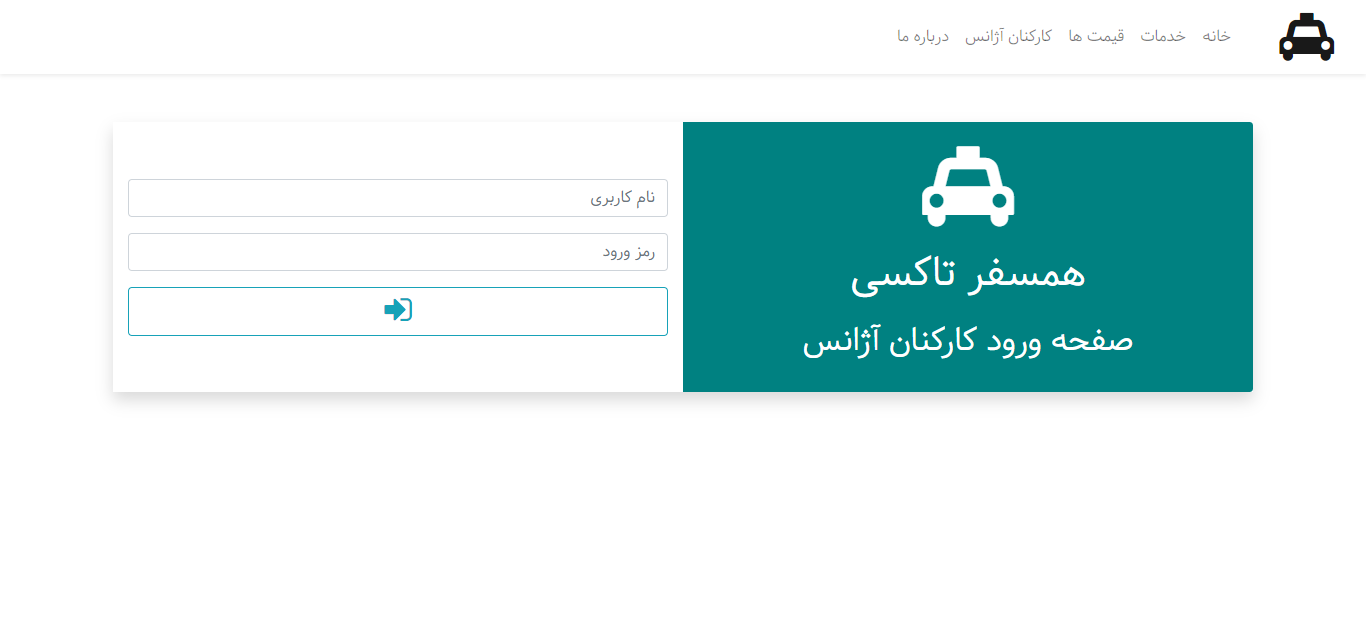 خانه
خدمات
قیمت ها
کارکنان آژانس
درباره ما
همسفر تاکسی
صفحه ورود کارکنان آژانس
نام کاربری
رمز ورود